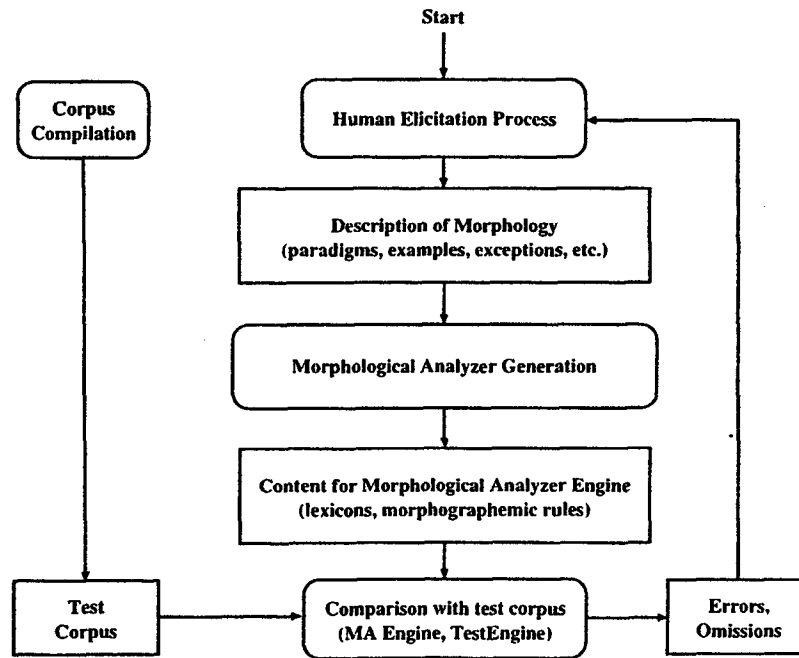 Start
Corpus
Compilation
Human Elicitation Process
Description of Morphology
(paradigms, examples, exceptions, etc.)
Morphological Analyzer Generation
Content for Morphological Analyzer Engine
(lexicons, morphographemic rules)
Test
Corpus
Comparison with test corpus
(MA Engine, TestEngine)
Errors,
Omissions